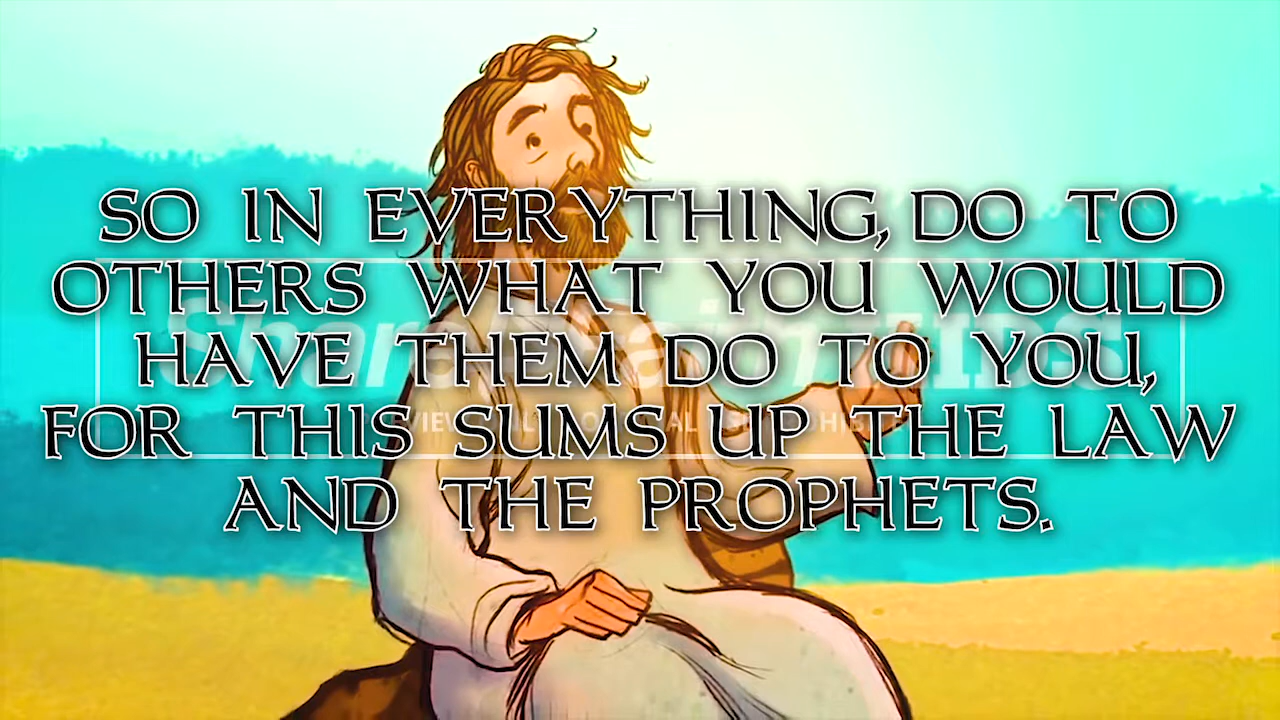 SO IN EVERYTHING, DO TO
OTHERS WHAT YOU WOULD
HAVE THEM DO TO YOU,
FOR THIS SUMS UP THE LAW
AND THE PROPHETS.